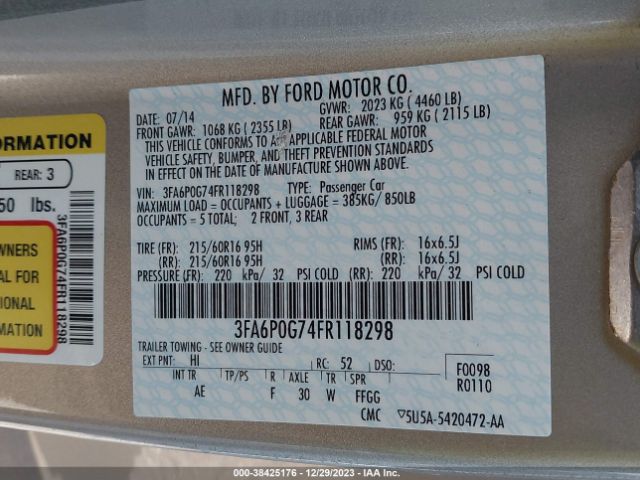 MFD. BY FORD MOTOR CO.
DATE: 07/14 GVWR: 2023 KG ( 4460 LB)
FRONT GAWR: 1068 KG ( 2355 LB) REAR GAWR: 959 KG ( 2115 LB)
THIS VEHICLE CONFORMS TO ALL APPLICABLE FEDERAL MOTOR
VEHICLE SAFETY, BUMPER, AND THEFT PREVENTION STANDARDS
IN EFFECT ON THE DATE OF MANUFACTURE SHOWN ABOVE.
VIN: 3FA6P0G74FR118298 TYPE: Passenger Car
MAXIMUM LOAD = OCCUPANTS + LUGGAGE = 385KG/ 850LB
OCCUPANTS = 5 TOTAL; 2 FRONT, 3 REAR
TIRE (FR): 215/60R16 95H RIMS (FR): 16x6.5J
(RR): 215/60R16 95H (RR): 16x6.5J
PRESSURE (FR): 220 kPa/ 32 PSI COLD (RR): 220 kPa/ 32 PSI COLD
3FA6P0G74FR118298
TRAILER TOWING - SEE OWNER GUIDE
EXT PNT: HI RC: 52 DSO: F0098
INT TR TP/PS R AXLE TR SPR R0110
AE F 30 W FFGG
CMC 5U5A-5420472-AA
FORMATION
REAR: 3
50 lbs.
WNERS
AL FOR
IONAL
MATION
3FA6P0G74FR118298
000-38425176 - 12/29/2023 - IAA Inc.